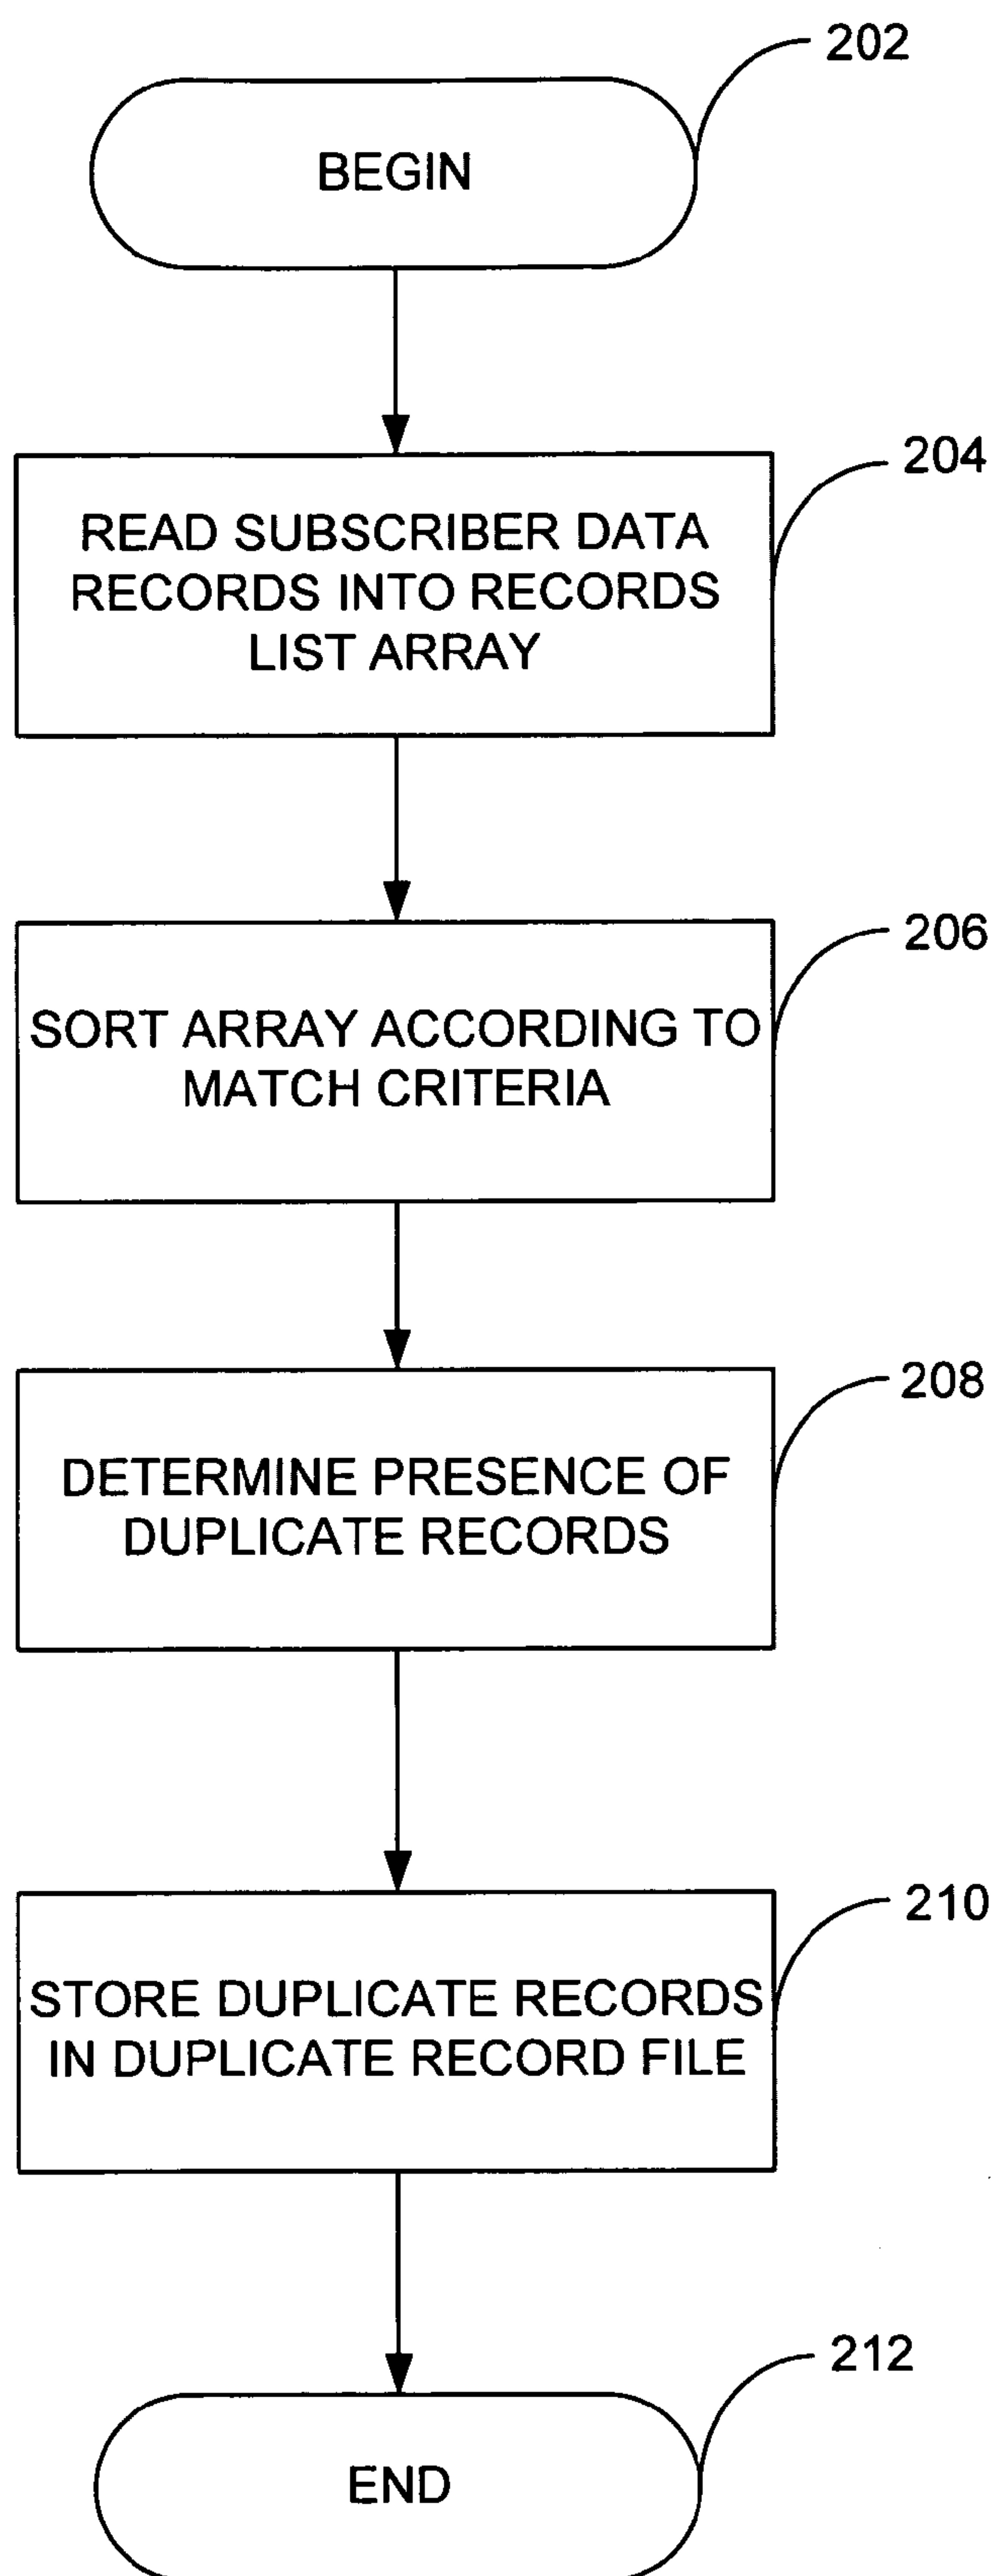 202
BEGIN
204
READ SUBSCRIBER DATA
RECORDS INTO RECORDS
LIST ARRAY
206
SORT ARRAY ACCORDING TO
MATCH CRITERIA
208
DETERMINE PRESENCE OF
DUPLICATE RECORDS
210
STORE DUPLICATE RECORDS
IN DUPLICATE RECORD FILE
212
END